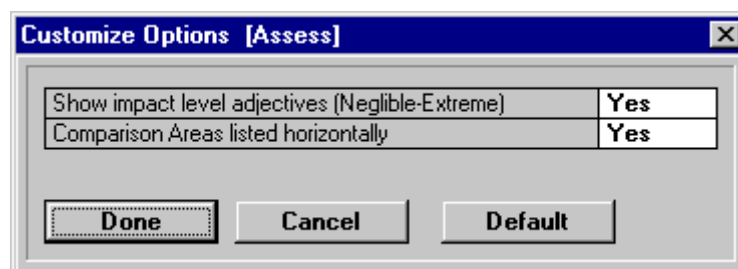 Customize Options [Assess]
Show impact level adjectives (Neglible-Extreme) Yes
Comparison Areas listed horizontally Yes
Done Cancel Default